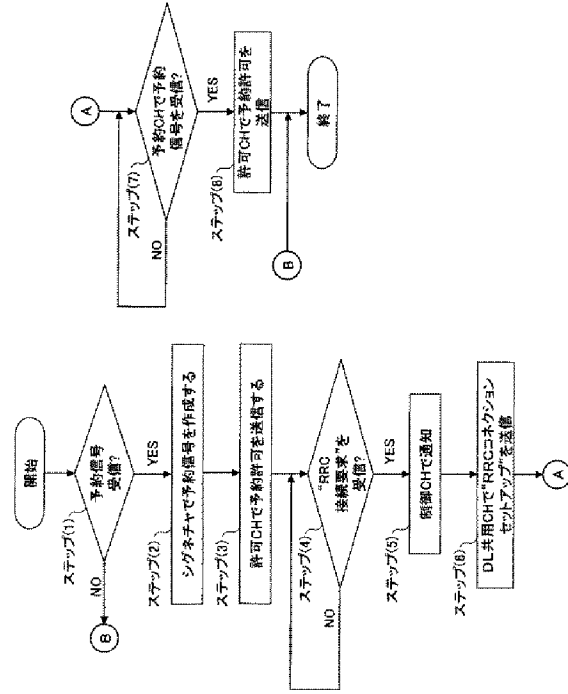 開始
ステップ(1)
予約信号
受信?
NO
B
YES
ステップ(2)
シグネチャで予約信号を作成する
ステップ(3)
許可CHで予約許可を送信する
ステップ(4)
“RRC
接続要求”を
受信?
NO
YES
ステップ(5)
制御CHで通知
ステップ(6)
DL共用CHで“RRCコネクション
セットアップ”を送信
A
A
ステップ(7)
予約CHで予約
信号を受信?
NO
YES
ステップ(8)
許可CHで予約許可を
送信
B
終了